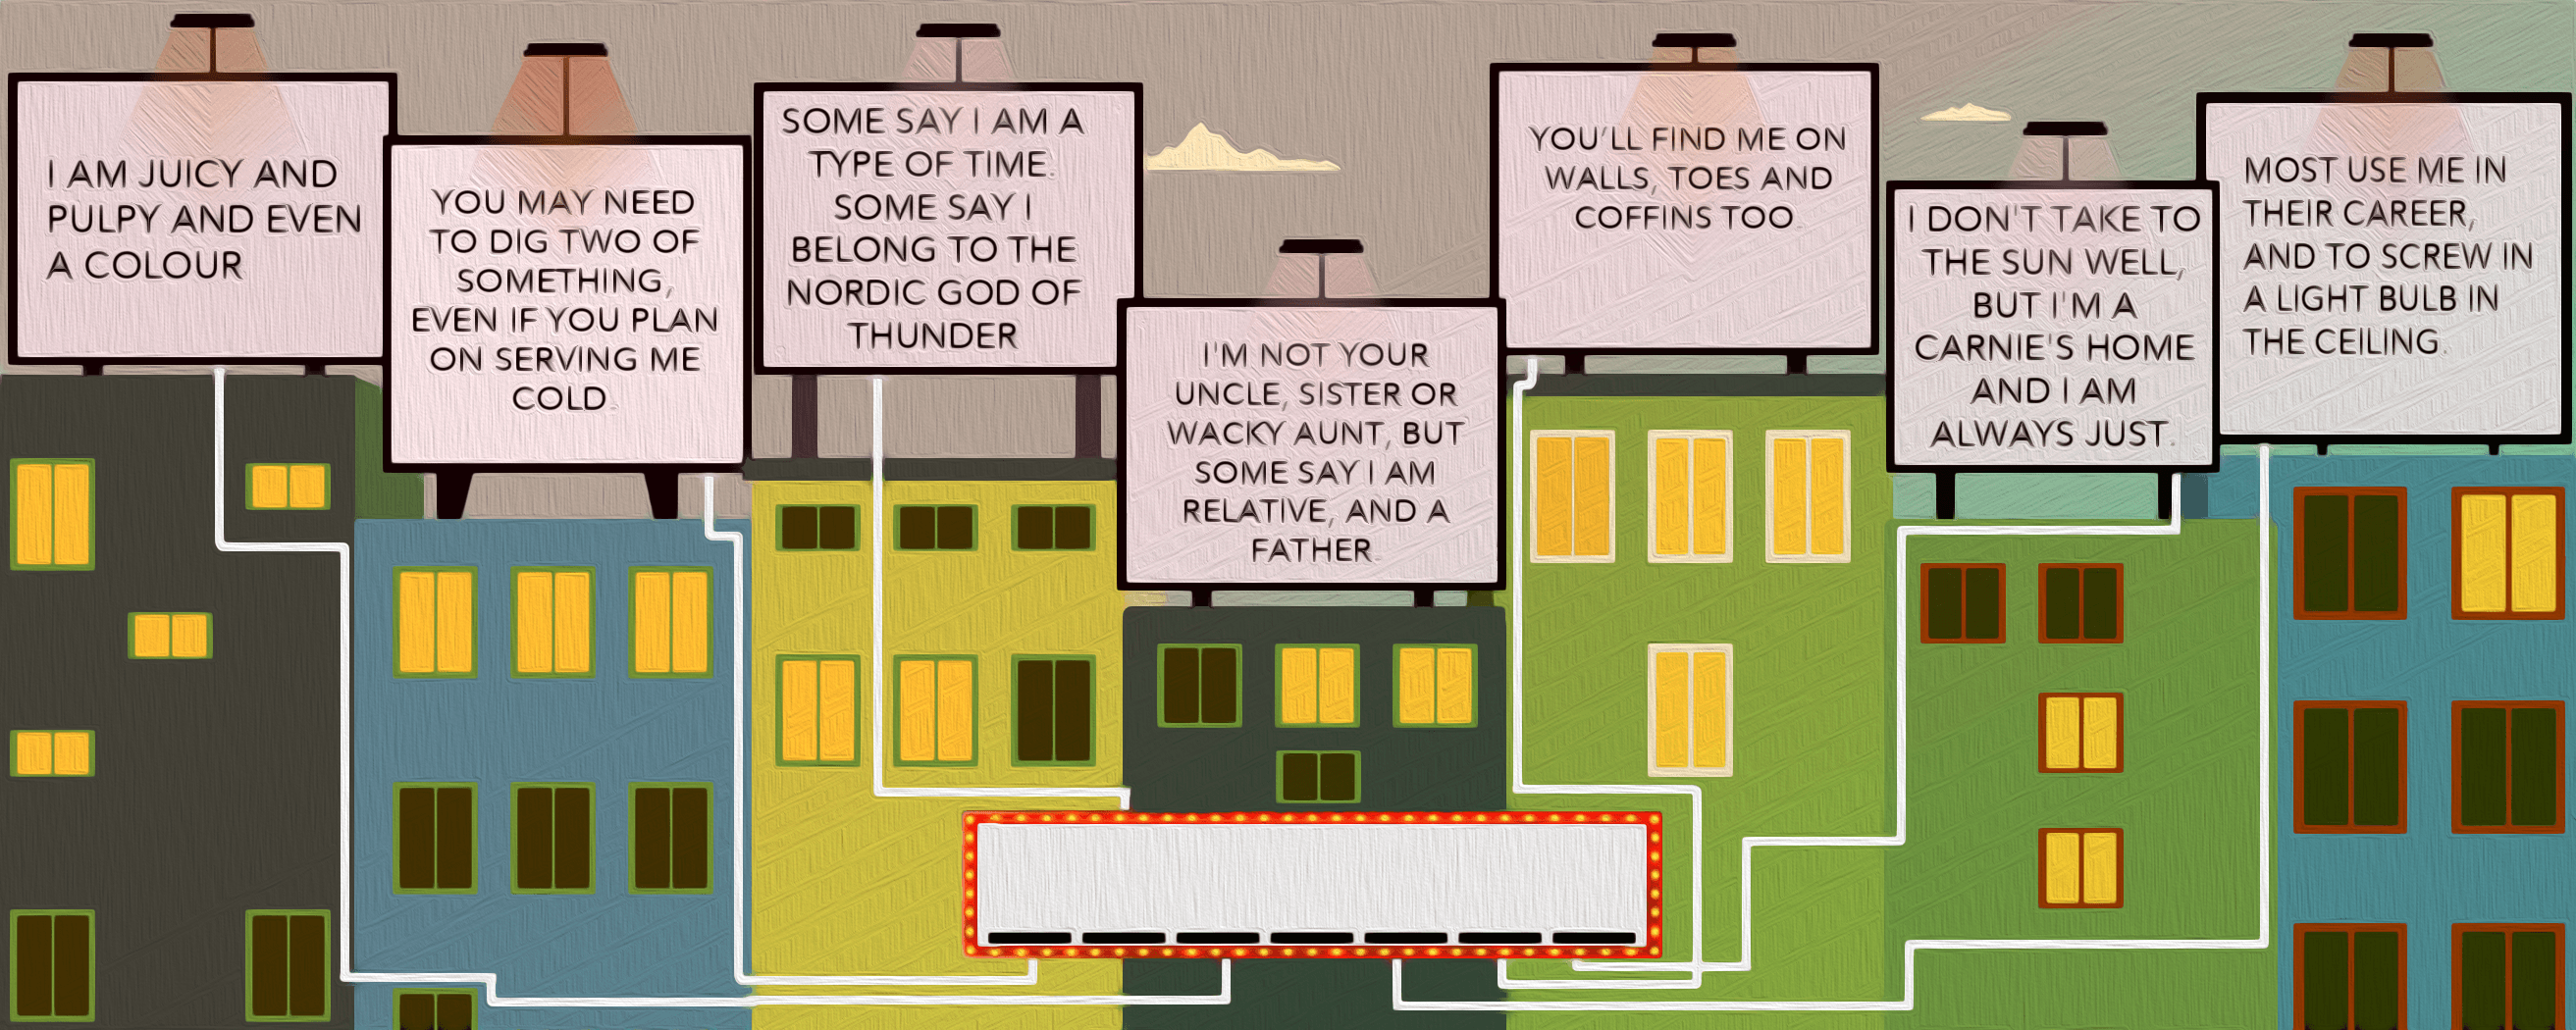 I AM JUICY AND
PULPY AND EVEN
A COLOUR
YOU MAY NEED
TO DIG TWO OF
SOMETHING,
EVEN IF YOU PLAN
ON SERVING ME
COLD.
SOME SAY I AM A
TYPE OF TIME.
SOME SAY I
BELONG TO THE
NORDIC GOD OF
THUNDER
I'M NOT YOUR
UNCLE, SISTER OR
WACKY AUNT, BUT
SOME SAY I AM
RELATIVE, AND A
FATHER.
YOU'LL FIND ME ON
WALLS, TOES AND
COFFINS TOO.
I DON'T TAKE TO
THE SUN WELL,
BUT I'M A
CARNIE'S HOME
AND I AM
ALWAYS JUST.
MOST USE ME IN
THEIR CAREER,
AND TO SCREW IN
A LIGHT BULB IN
THE CEILING.